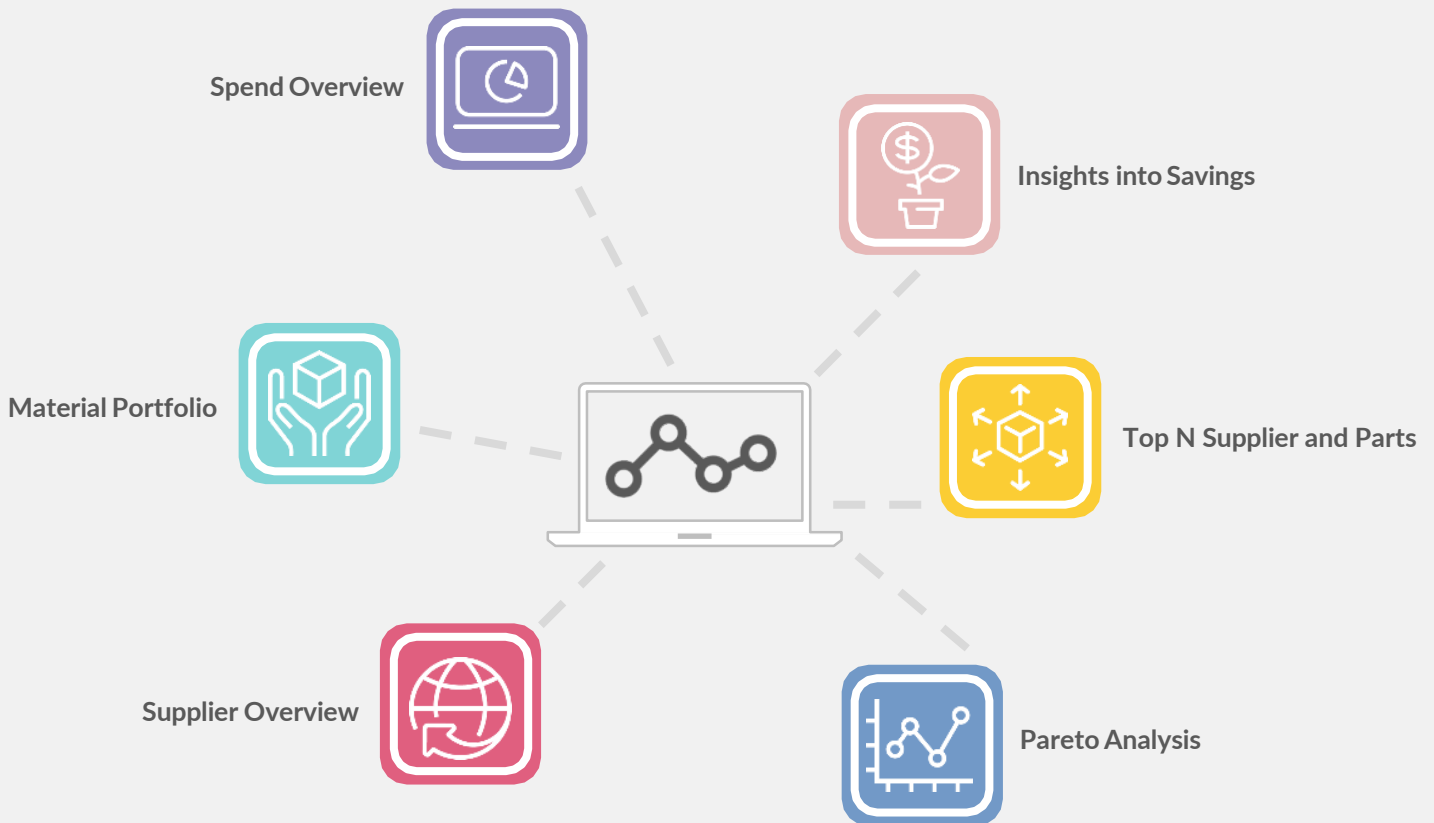 Spend Overview
Insights into Savings
Material Portfolio
Top N Supplier and Parts
Supplier Overview
Pareto Analysis